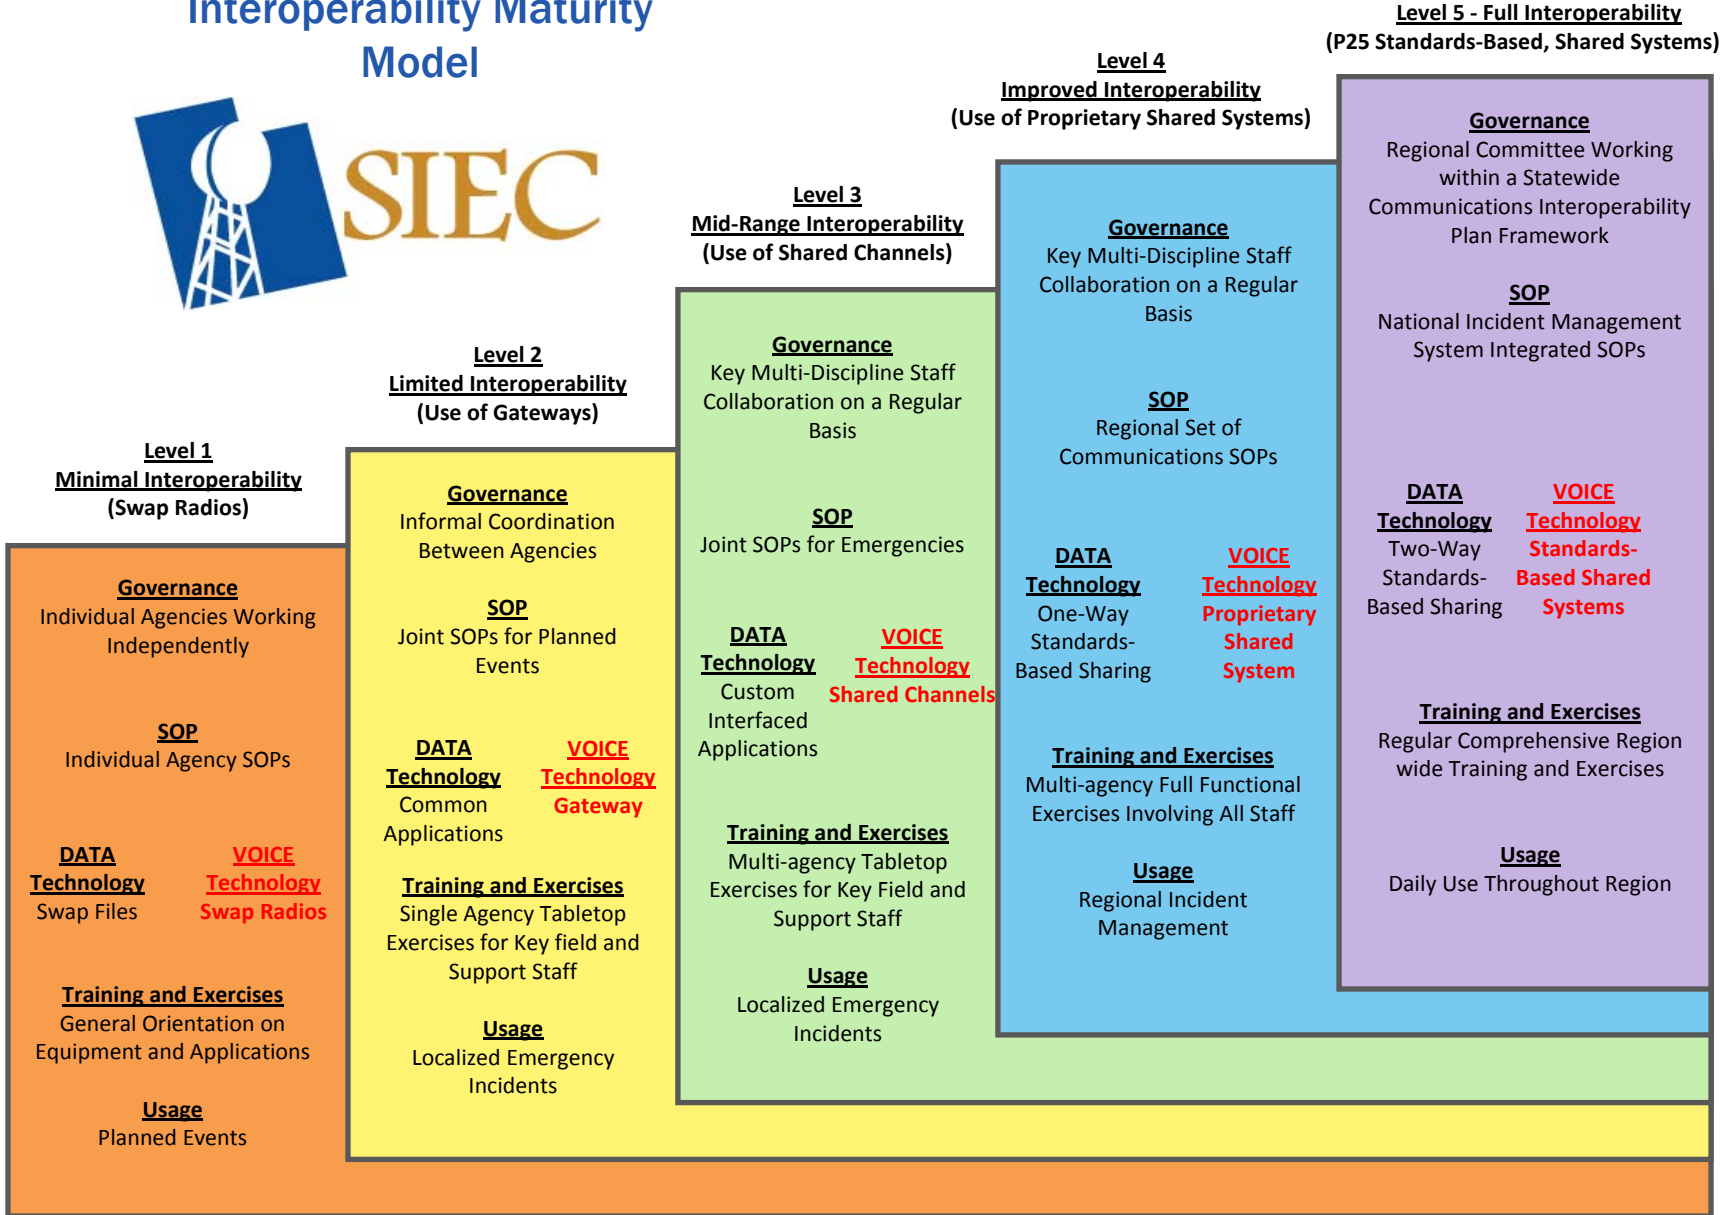 Interoperability Maturity
Model
SIEC
Level 1
Minimal Interoperability
(Swap Radios)
Governance
Individual Agencies Working
Independently
SOP
Individual Agency SOPs
DATA
Technology
Swap Files
VOICE
Technology
Swap Radios
Training and Exercises
General Orientation on
Equipment and Applications
Usage
Planned Events
Level 2
Limited Interoperability
(Use of Gateways)
Governance
Informal Coordination
Between Agencies
SOP
Joint SOPs for Planned
Events
DATA
Technology
Common
Applications
VOICE
Technology
Gateway
Training and Exercises
Single Agency Tabletop
Exercises for Key field and
Support Staff
Usage
Localized Emergency
Incidents
Level 3
Mid-Range Interoperability
(Use of Shared Channels)
Governance
Key Multi-Discipline Staff
Collaboration on a Regular
Basis
SOP
Joint SOPs for Emergencies
DATA
Technology
Custom
Interfaced
Applications
VOICE
Technology
Shared Channels
Training and Exercises
Multi-agency Tabletop
Exercises for Key Field and
Support Staff
Usage
Localized Emergency
Incidents
Level 4
Improved Interoperability
(Use of Proprietary Shared Systems)
Governance
Key Multi-Discipline Staff
Collaboration on a Regular
Basis
SOP
Regional Set of
Communications SOPs
DATA
Technology
One-Way
Standards-
Based Sharing
VOICE
Technology
Proprietary
Shared
System
Training and Exercises
Multi-agency Full Functional
Exercises Involving All Staff
Usage
Regional Incident
Management
Level 5 - Full Interoperability
(P25 Standards-Based, Shared Systems)
Governance
Regional Committee Working
within a Statewide
Communications Interoperability
Plan Framework
SOP
National Incident Management
System Integrated SOPs
DATA
Technology
Two-Way
Standards-
Based Sharing
VOICE
Technology
Standards-
Based Shared
Systems
Training and Exercises
Regular Comprehensive Region
wide Training and Exercises
Usage
Daily Use Throughout Region